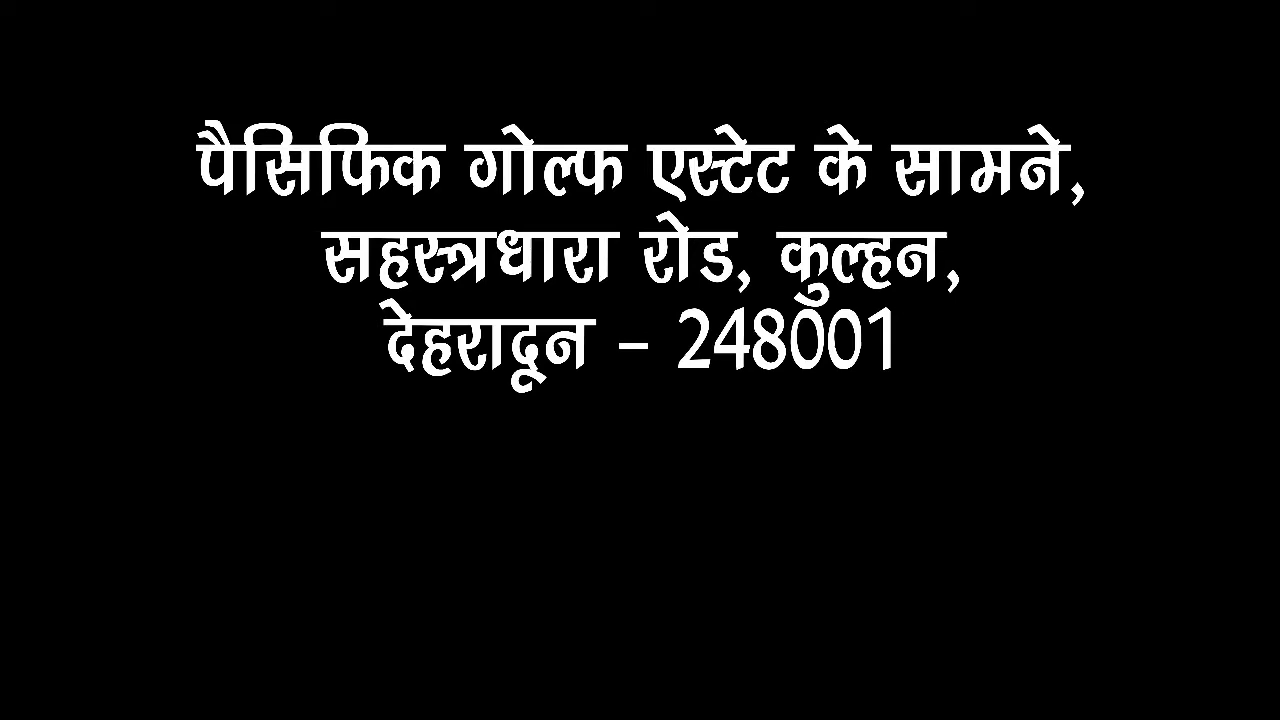 पैसिफिक गोल्फ एस्टेट के सामने,
सहस्त्रधारा रोड, कुल्हन,
देहरादून – 248001